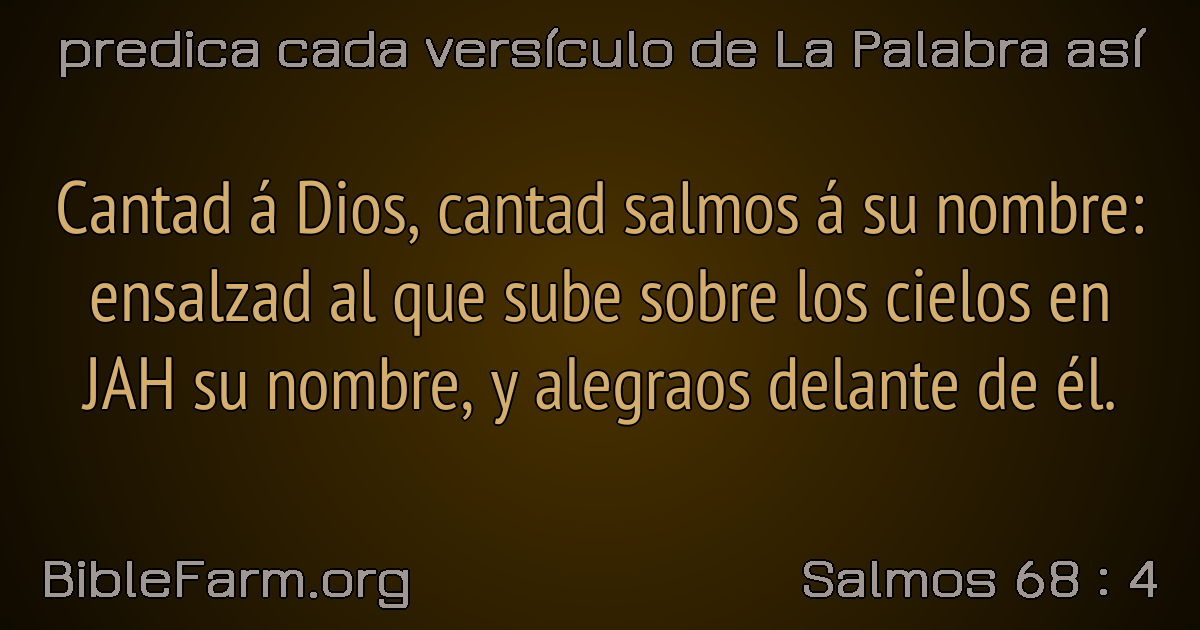 predica cada versículo de La Palabra así
Cantad á Dios, cantad salmos á su nombre:
ensalzad al que sube sobre los cielos en
JAH su nombre, y alegraos delante de él.
BibleFarm.org
Salmos 68 : 4